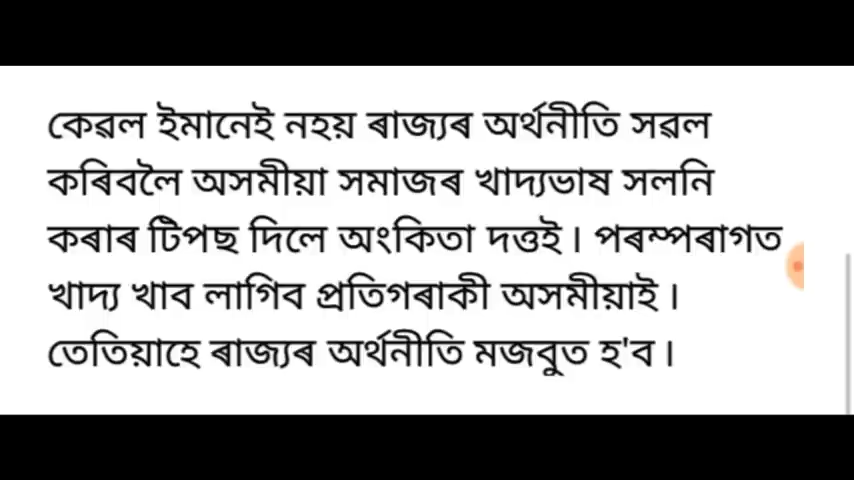 কেৱল ইমানেই নহয় ৰাজ্যৰ অৰ্থনীতি সৱল
কৰিবলৈ অসমীয়া সমাজৰ খাদ্যভাষ সলনি
কৰাৰ টিপছ দিলে অংকিতা দত্তই। পৰম্পৰাগত
খাদ্য খাব লাগিব প্ৰতিগৰাকী অসমীয়াই।
তেতিয়াহে ৰাজ্যৰ অৰ্থনীতি মজবুত হ'ব।